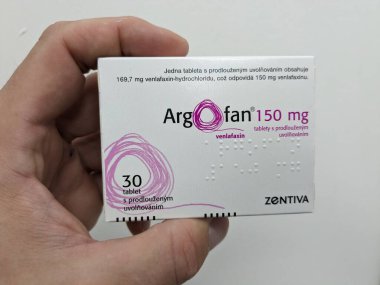 Jedna tableta s prodlouženým uvolňováním obsahuje
169,7 mg venlafaxin-hydrochloridu, což odpovídá 150 mg venlafaxinu.
Argofan® 150 mg
venlafaxin
tablety s prodlouženým
uvolňováním
30
tablet
s prodlouženým
uvolňováním
ZENTIVA